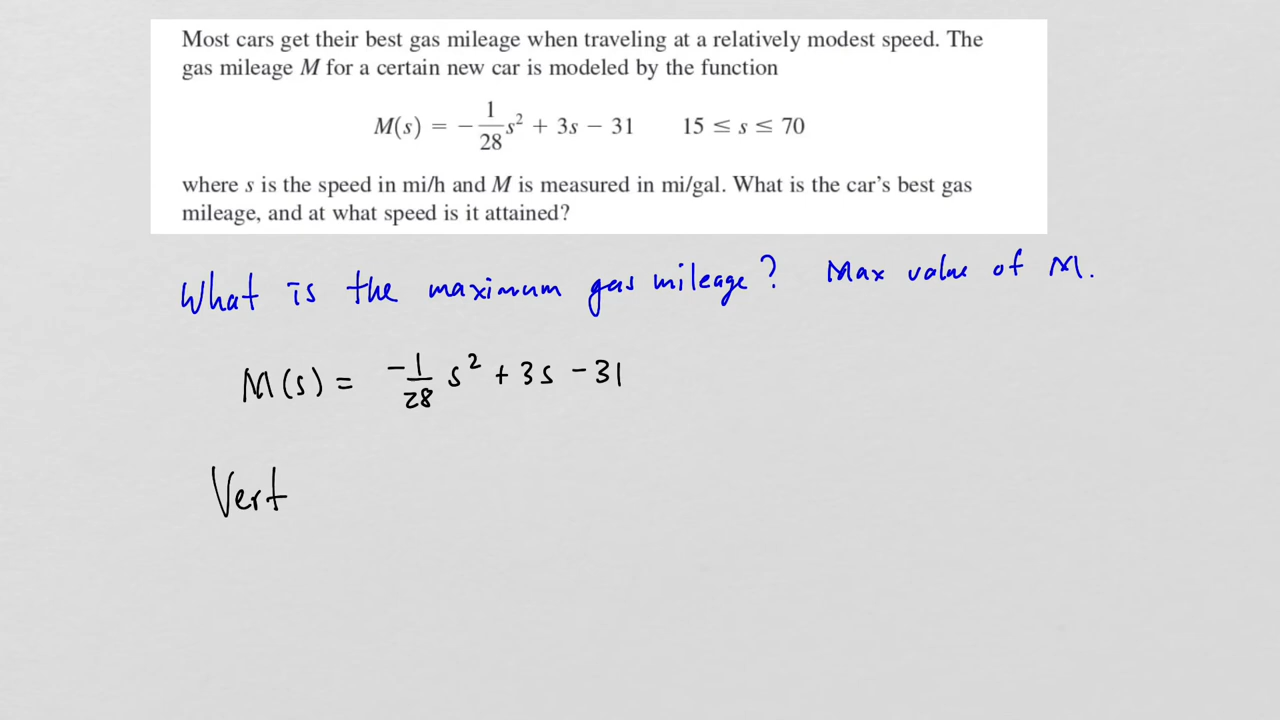 Most cars get their best gas mileage when traveling at a relatively modest speed. The
gas mileage M for a certain new car is modeled by the function
M(s) = −1/28 s² + 3s − 31   15 ≤ s ≤ 70
where s is the speed in mi/h and M is measured in mi/gal. What is the car's best gas
mileage, and at what speed is it attained?
What is the maximum gas mileage? Max value of M.
M(s) = −1/28 s² + 3s − 31
Vert